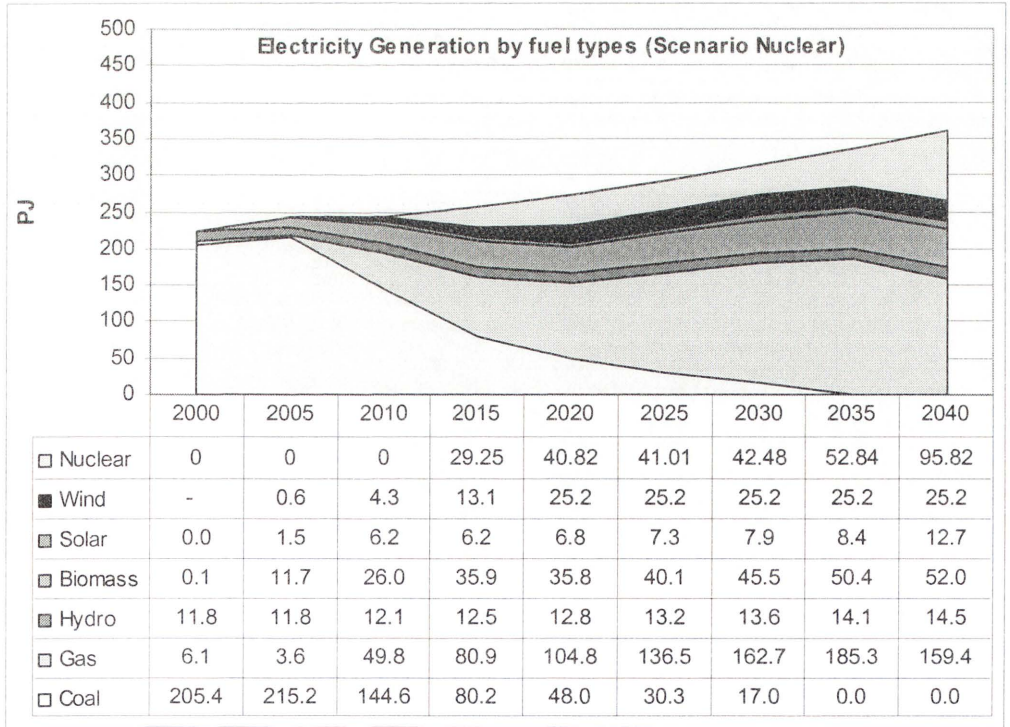 Electricity Generation by fuel types (Scenario Nuclear)
PJ
500
450
400
350
300
250
200
150
100
50
0
2000 2005 2010 2015 2020 2025 2030 2035 2040
Nuclear 0 0 0 29.25 40.82 41.01 42.48 52.84 95.82
Wind - 0.6 4.3 13.1 25.2 25.2 25.2 25.2 25.2
Solar 0.0 1.5 6.2 6.2 6.8 7.3 7.9 8.4 12.7
Biomass 0.1 11.7 26.0 35.9 35.8 40.1 45.5 50.4 52.0
Hydro 11.8 11.8 12.1 12.5 12.8 13.2 13.6 14.1 14.5
Gas 6.1 3.6 49.8 80.9 104.8 136.5 162.7 185.3 159.4
Coal 205.4 215.2 144.6 80.2 48.0 30.3 17.0 0.0 0.0